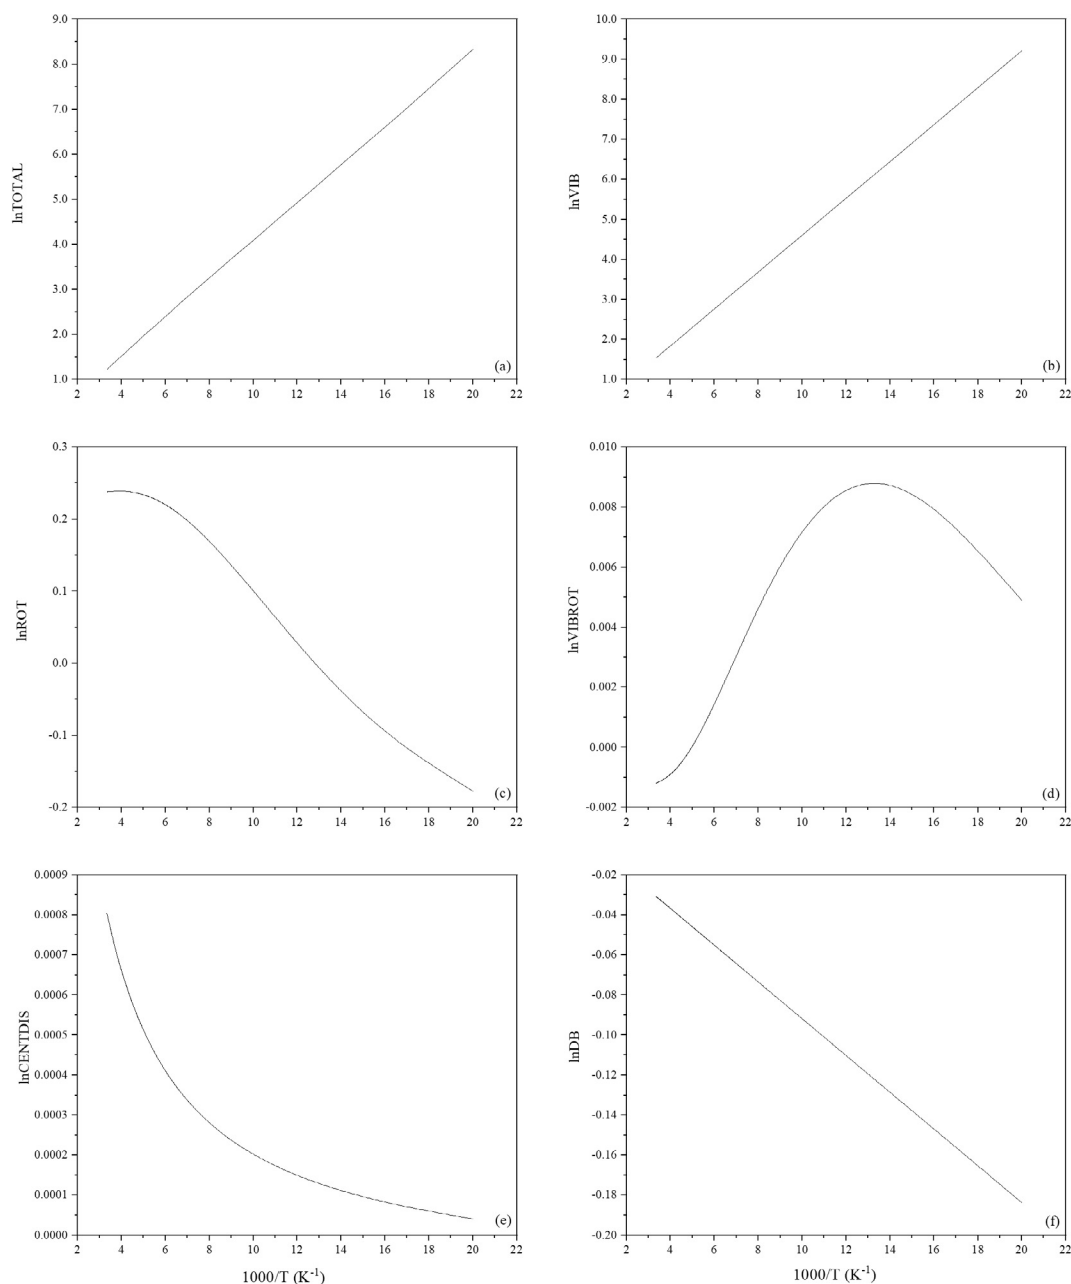 9.0
8.0
7.0
6.0
5.0
4.0
3.0
2.0
1.0
lnTOTAL
(a)
2 4 6 8 10 12 14 16 18 20 22
10.0
9.0
8.0
7.0
6.0
5.0
4.0
3.0
2.0
1.0
lnVIB
(b)
2 4 6 8 10 12 14 16 18 20 22
0.3
0.2
0.1
0.0
-0.1
-0.2
lnROT
(c)
2 4 6 8 10 12 14 16 18 20 22
0.010
0.008
0.006
0.004
0.002
0.000
-0.002
lnVIBROT
(d)
2 4 6 8 10 12 14 16 18 20 22
0.0009
0.0008
0.0007
0.0006
0.0005
0.0004
0.0003
0.0002
0.0001
0.0000
lnCENTDIS
(e)
2 4 6 8 10 12 14 16 18 20 22
1000/T (K⁻¹)
-0.02
-0.04
-0.06
-0.08
-0.10
-0.12
-0.14
-0.16
-0.18
-0.20
lnDB
(f)
2 4 6 8 10 12 14 16 18 20 22
1000/T (K⁻¹)